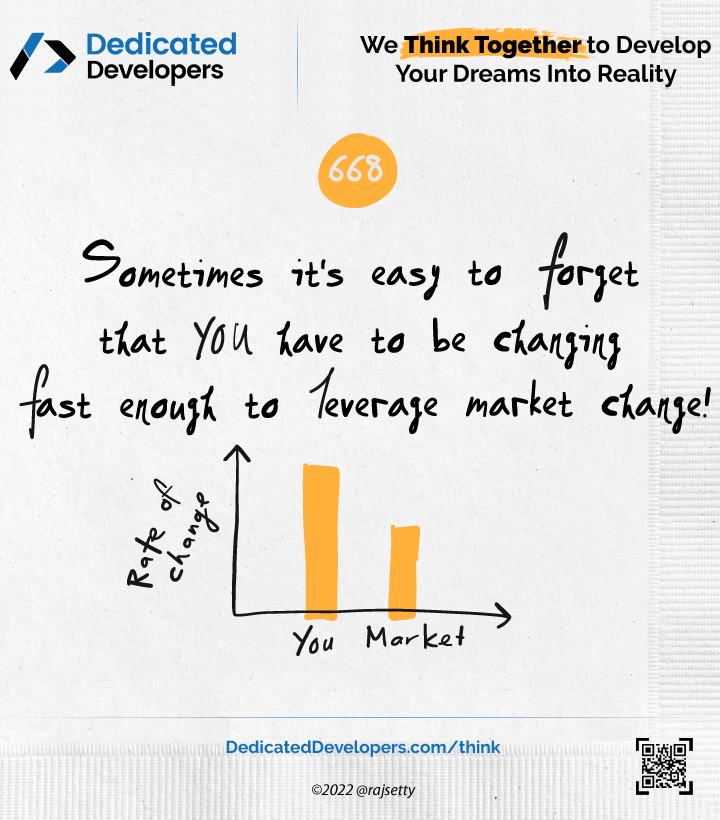 Dedicated
Developers
We Think Together to Develop
Your Dreams Into Reality
668
Sometimes it's easy to forget
that YOU have to be changing
fast enough to leverage market change!
Rate of
change
You Market
DedicatedDevelopers.com/think
©2022 @rajsetty